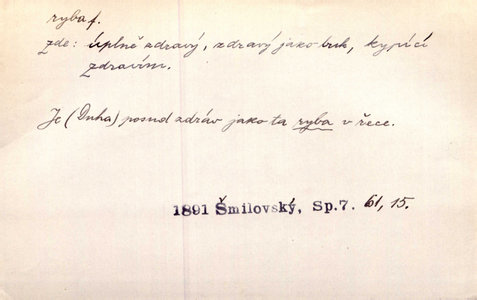 ryba f.
zde: úplně zdravý, zdravý jako buk, kypící
zdravím.
Je (Duha) posud zdráv jako ta ryba v řece.
1891 Šmilovský, Sp.7. 61, 15.